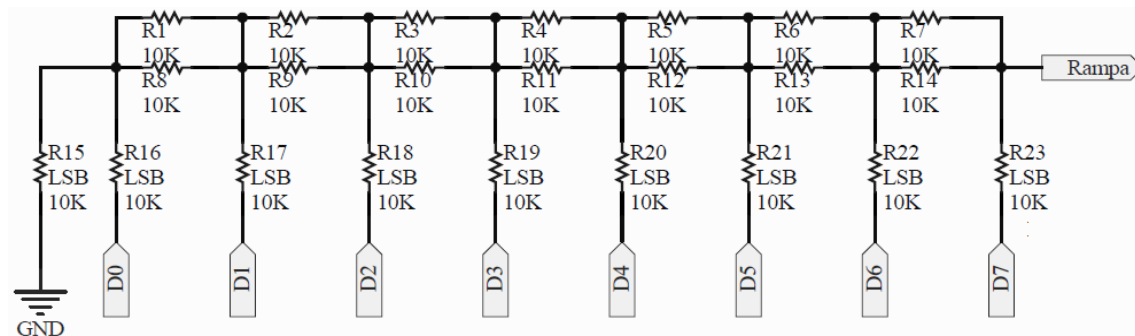 R1 R2 R3 R4 R5 R6 R7
10K 10K 10K 10K 10K 10K 10K
Rampa
R8 R9 R10 R11 R12 R13 R14
10K 10K 10K 10K 10K 10K 10K
R15 R16 R17 R18 R19 R20 R21 R22 R23
LSB LSB LSB LSB LSB LSB LSB LSB LSB
10K 10K 10K 10K 10K 10K 10K 10K 10K
D0 D1 D2 D3 D4 D5 D6 D7
GND